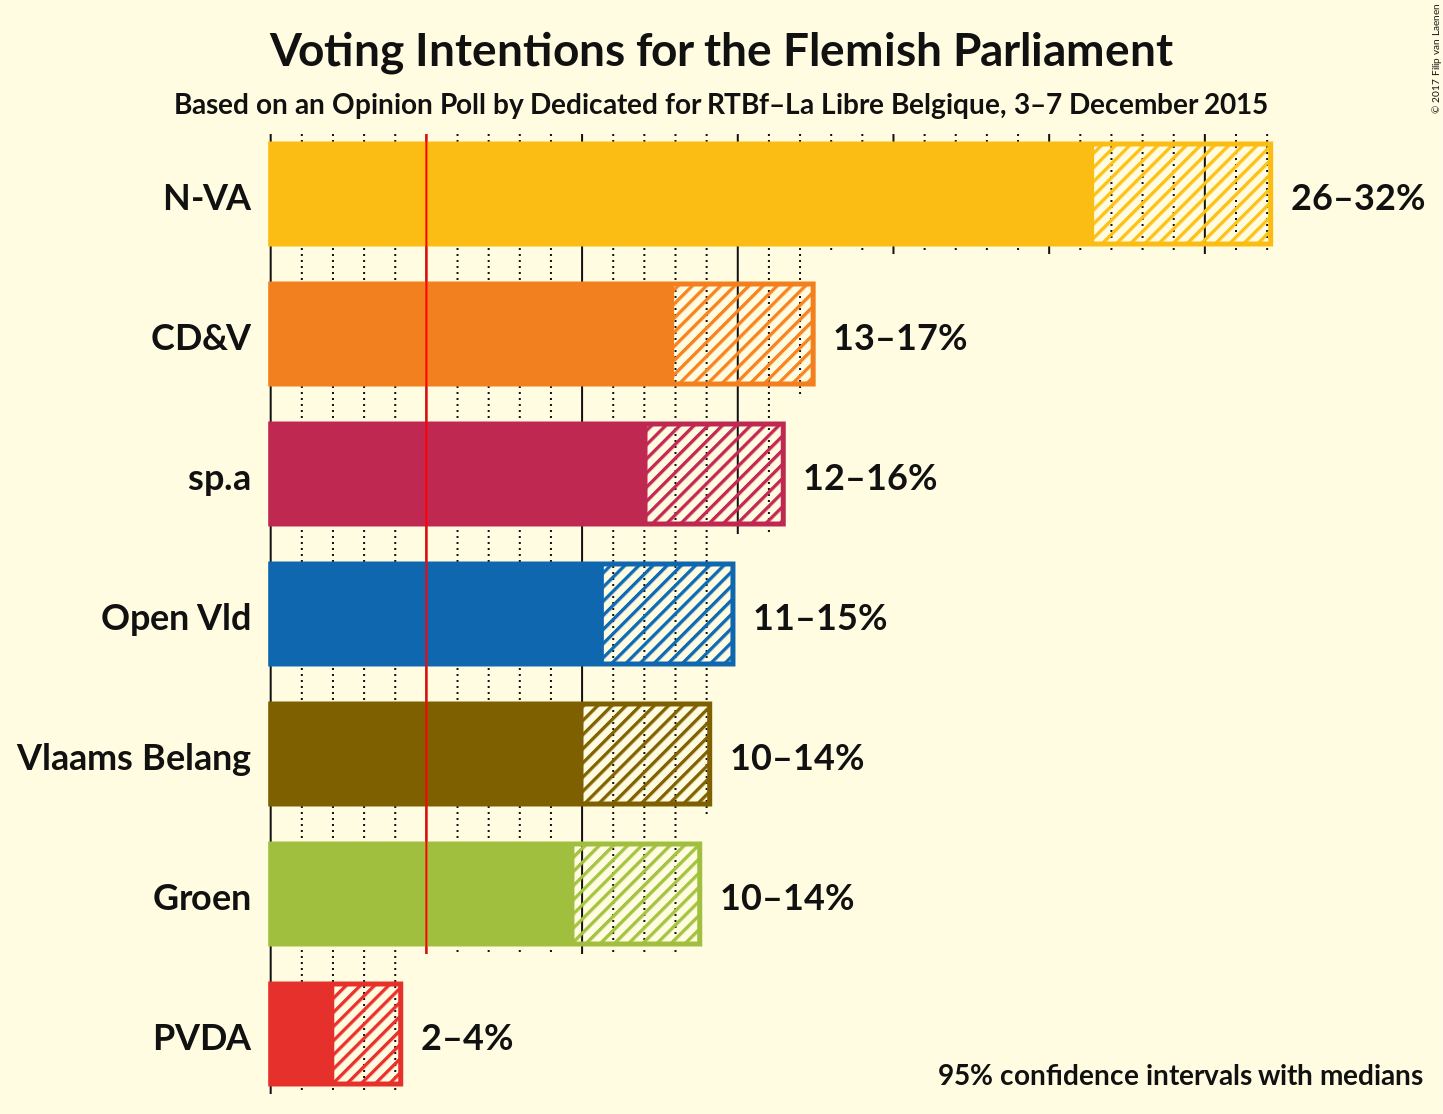 Voting Intentions for the Flemish Parliament
Based on an Opinion Poll by Dedicated for RTBf–La Libre Belgique, 3–7 December 2015
© 2017 Filip van Laenen
N-VA
26–32%
CD&V
13–17%
sp.a
12–16%
Open Vld
11–15%
Vlaams Belang
10–14%
Groen
10–14%
PVDA
2–4%
95% confidence intervals with medians